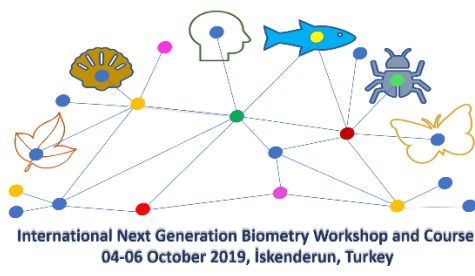 International Next Generation Biometry Workshop and Course
04-06 October 2019, İskenderun, Turkey